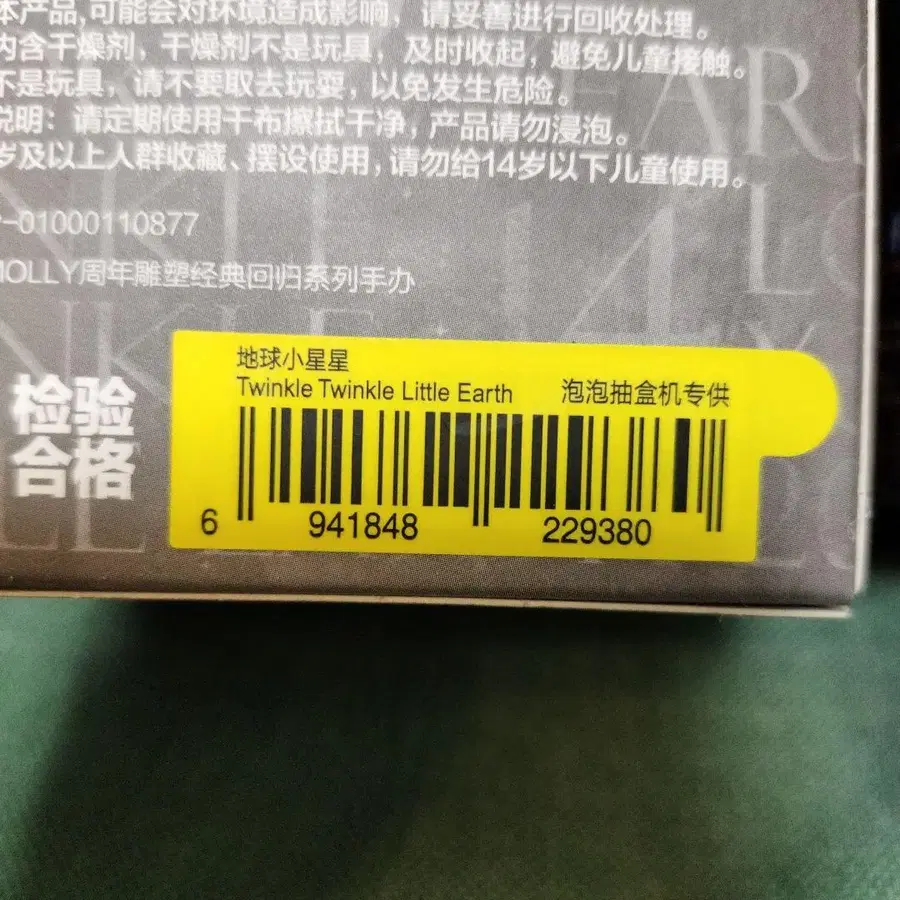 本产品,可能会对环境造成影响，请妥善进行回收处理。
内含干燥剂，干燥剂不是玩具，及时收起，避免儿童接触。
不是玩具，请不要取去玩耍，以免发生危险。
说明：请定期使用干布擦拭干净，产品请勿浸泡。
岁及以上人群收藏、摆设使用，请勿给14岁以下儿童使用。
-01000110877
MOLLY周年雕塑经典回归系列手办
检验
合格
地球小星星
Twinkle Twinkle Little Earth 泡泡抽盒机专供
6 941848 229380